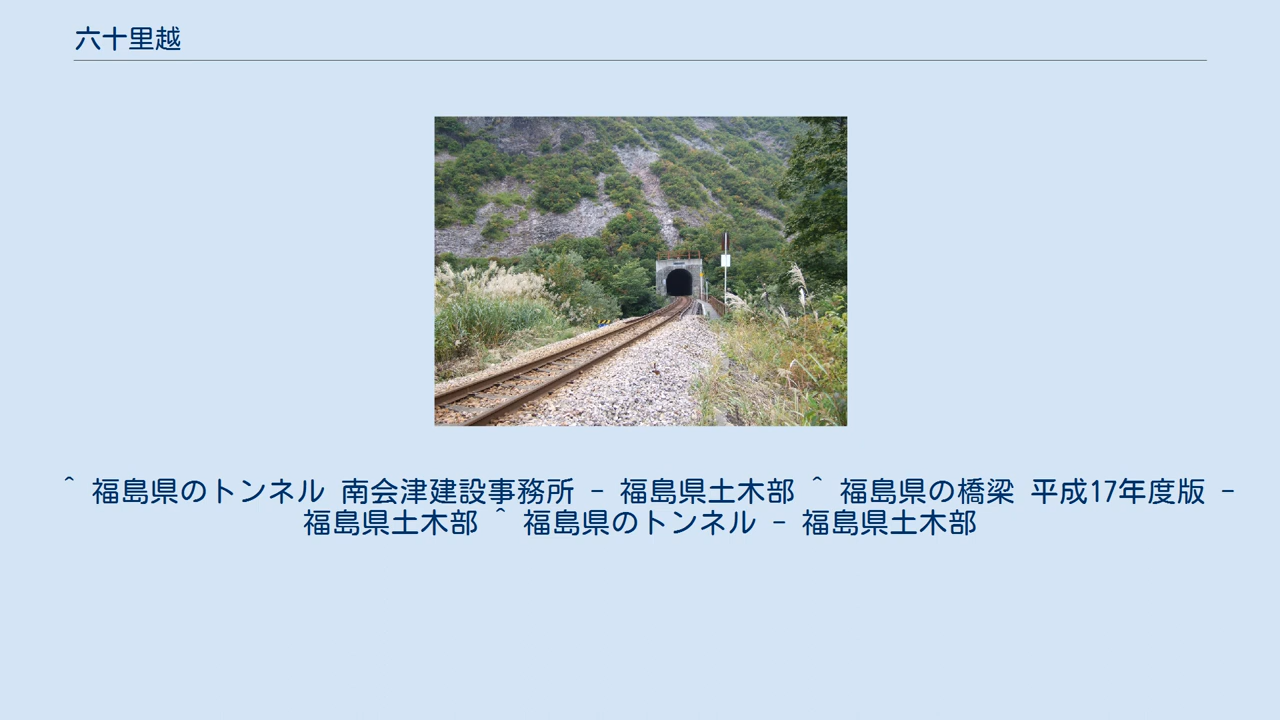 六十里越
^ 福島県のトンネル 南会津建設事務所 - 福島県土木部 ^ 福島県の橋梁 平成17年度版 -
福島県土木部 ^ 福島県のトンネル - 福島県土木部